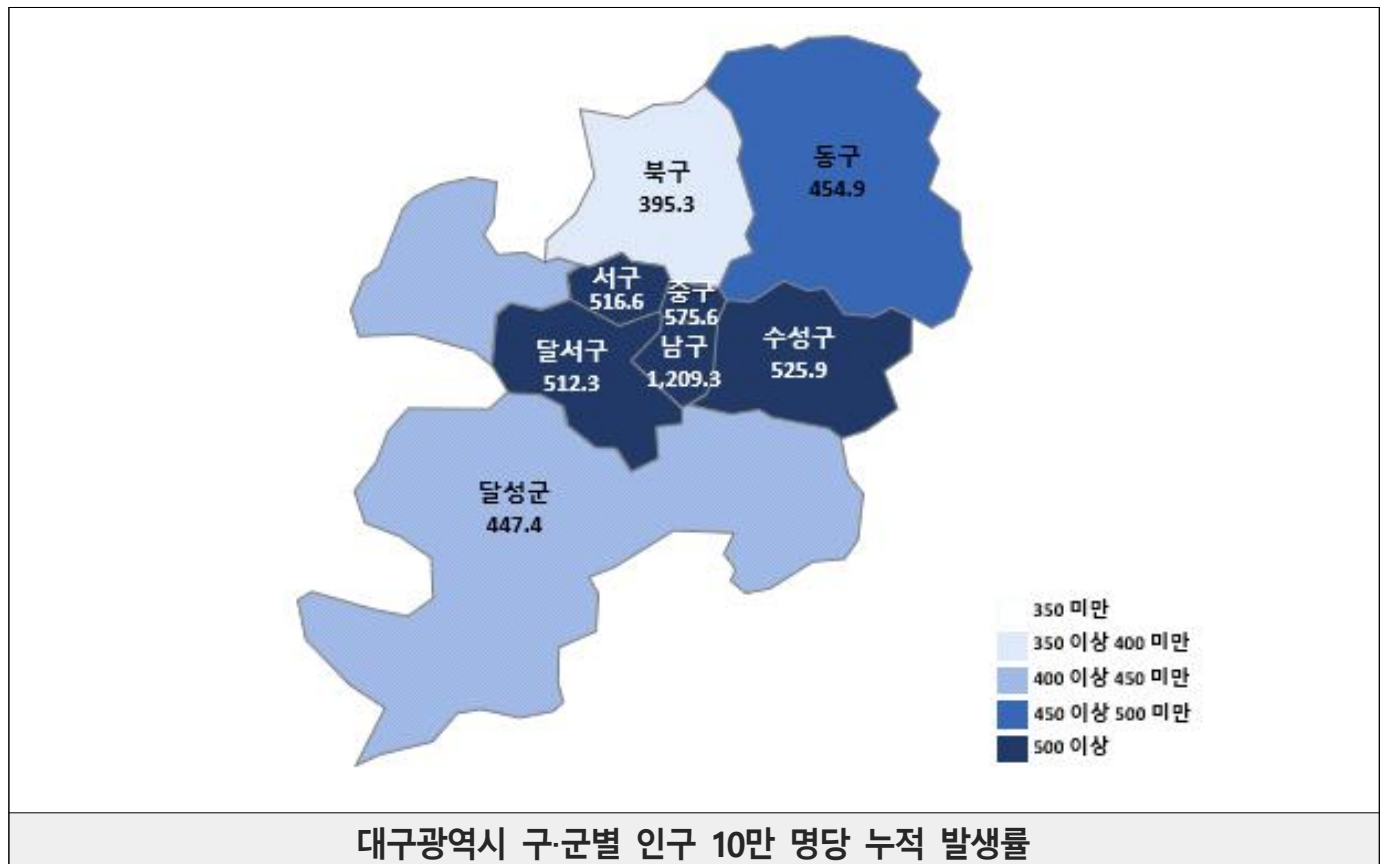 동구
454.9
북구
395.3
서구
516.6
중구
575.6
수성구
525.9
달서구
512.3
남구
1,209.3
달성군
447.4
350 미만
350 이상 400 미만
400 이상 450 미만
450 이상 500 미만
500 이상
대구광역시 구·군별 인구 10만 명당 누적 발생률